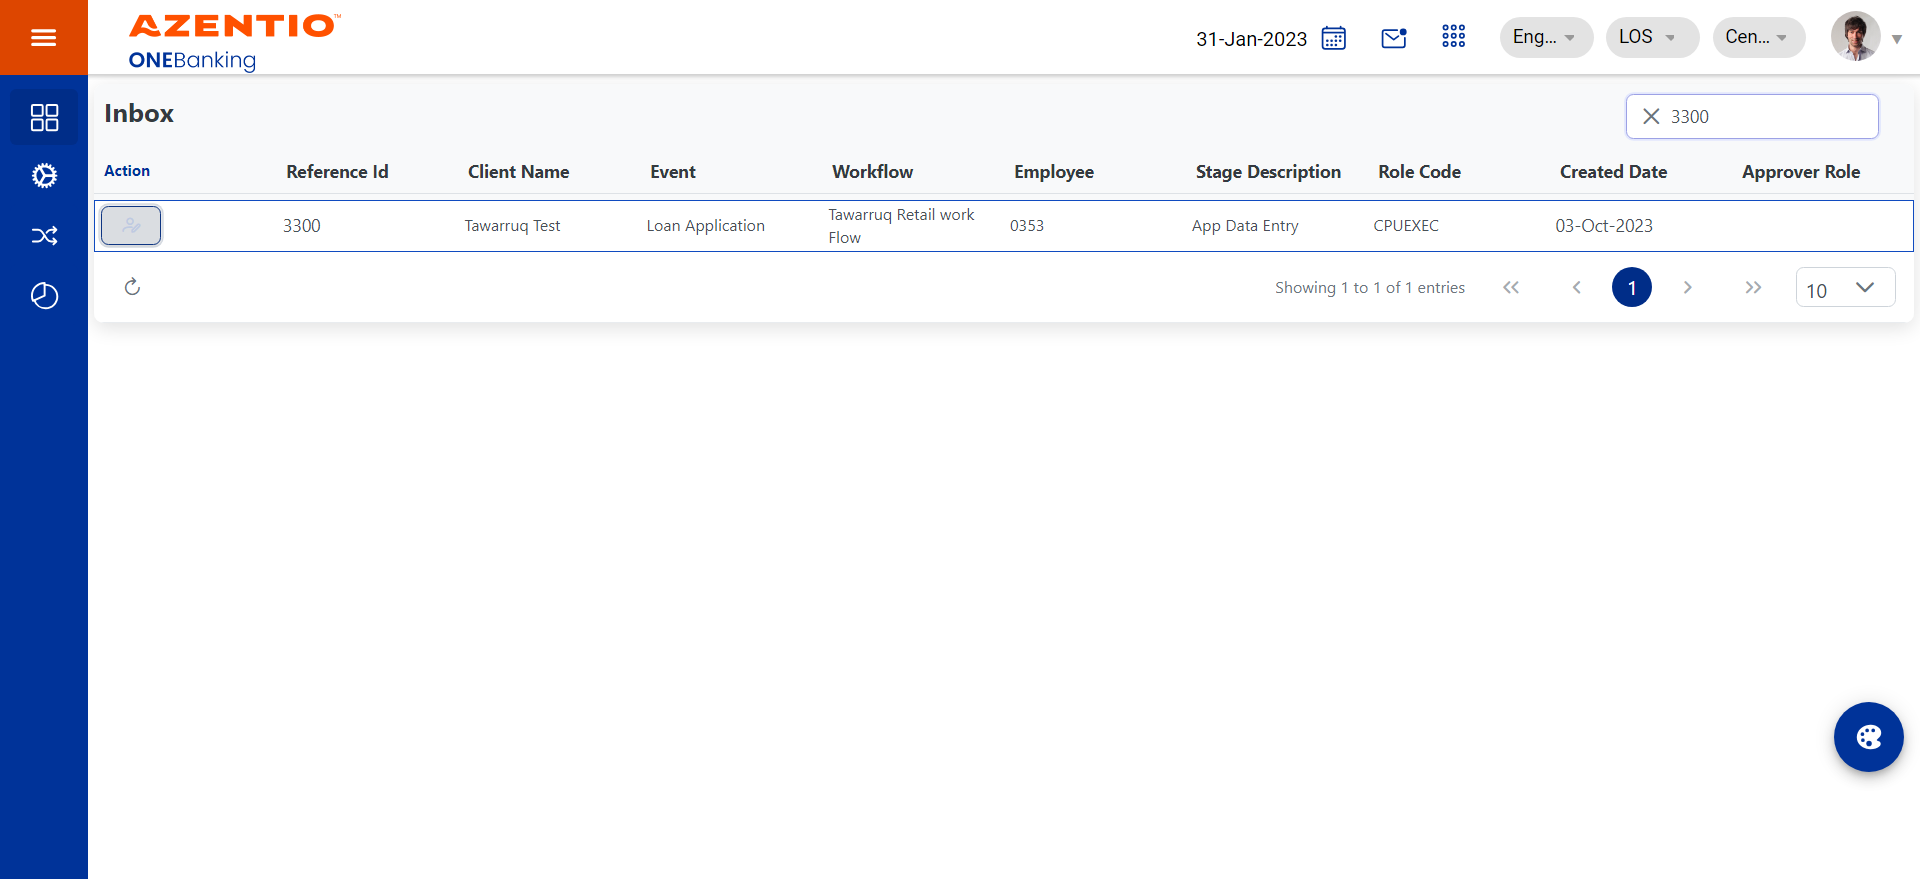 AZENTIO™
ONEBanking
31-Jan-2023
Eng...
LOS
Cen...
Inbox
3300
Action Reference Id Client Name Event Workflow Employee Stage Description Role Code Created Date Approver Role
3300 Tawarruq Test Loan Application Tawarruq Retail work Flow 0353 App Data Entry CPUEXEC 03-Oct-2023
Showing 1 to 1 of 1 entries
1
10